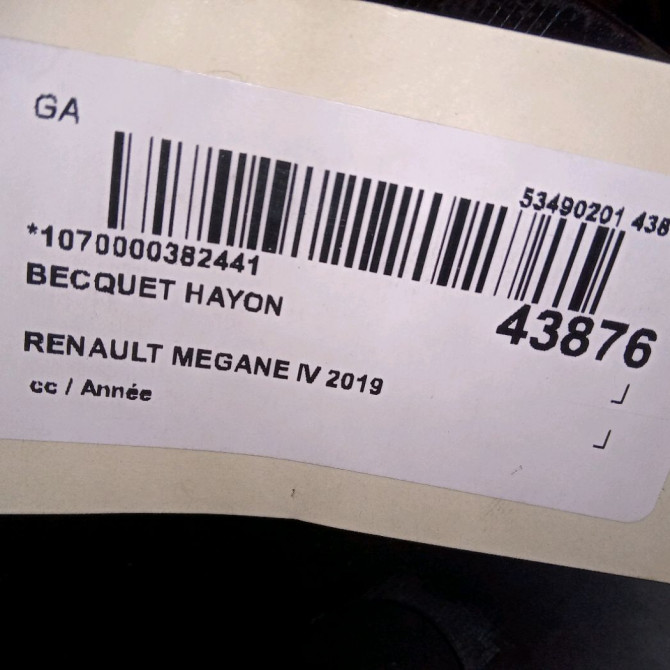 GA
53490201 438
*1070000382441
BECQUET HAYON
43876
RENAULT MEGANE IV 2019
cc / Année